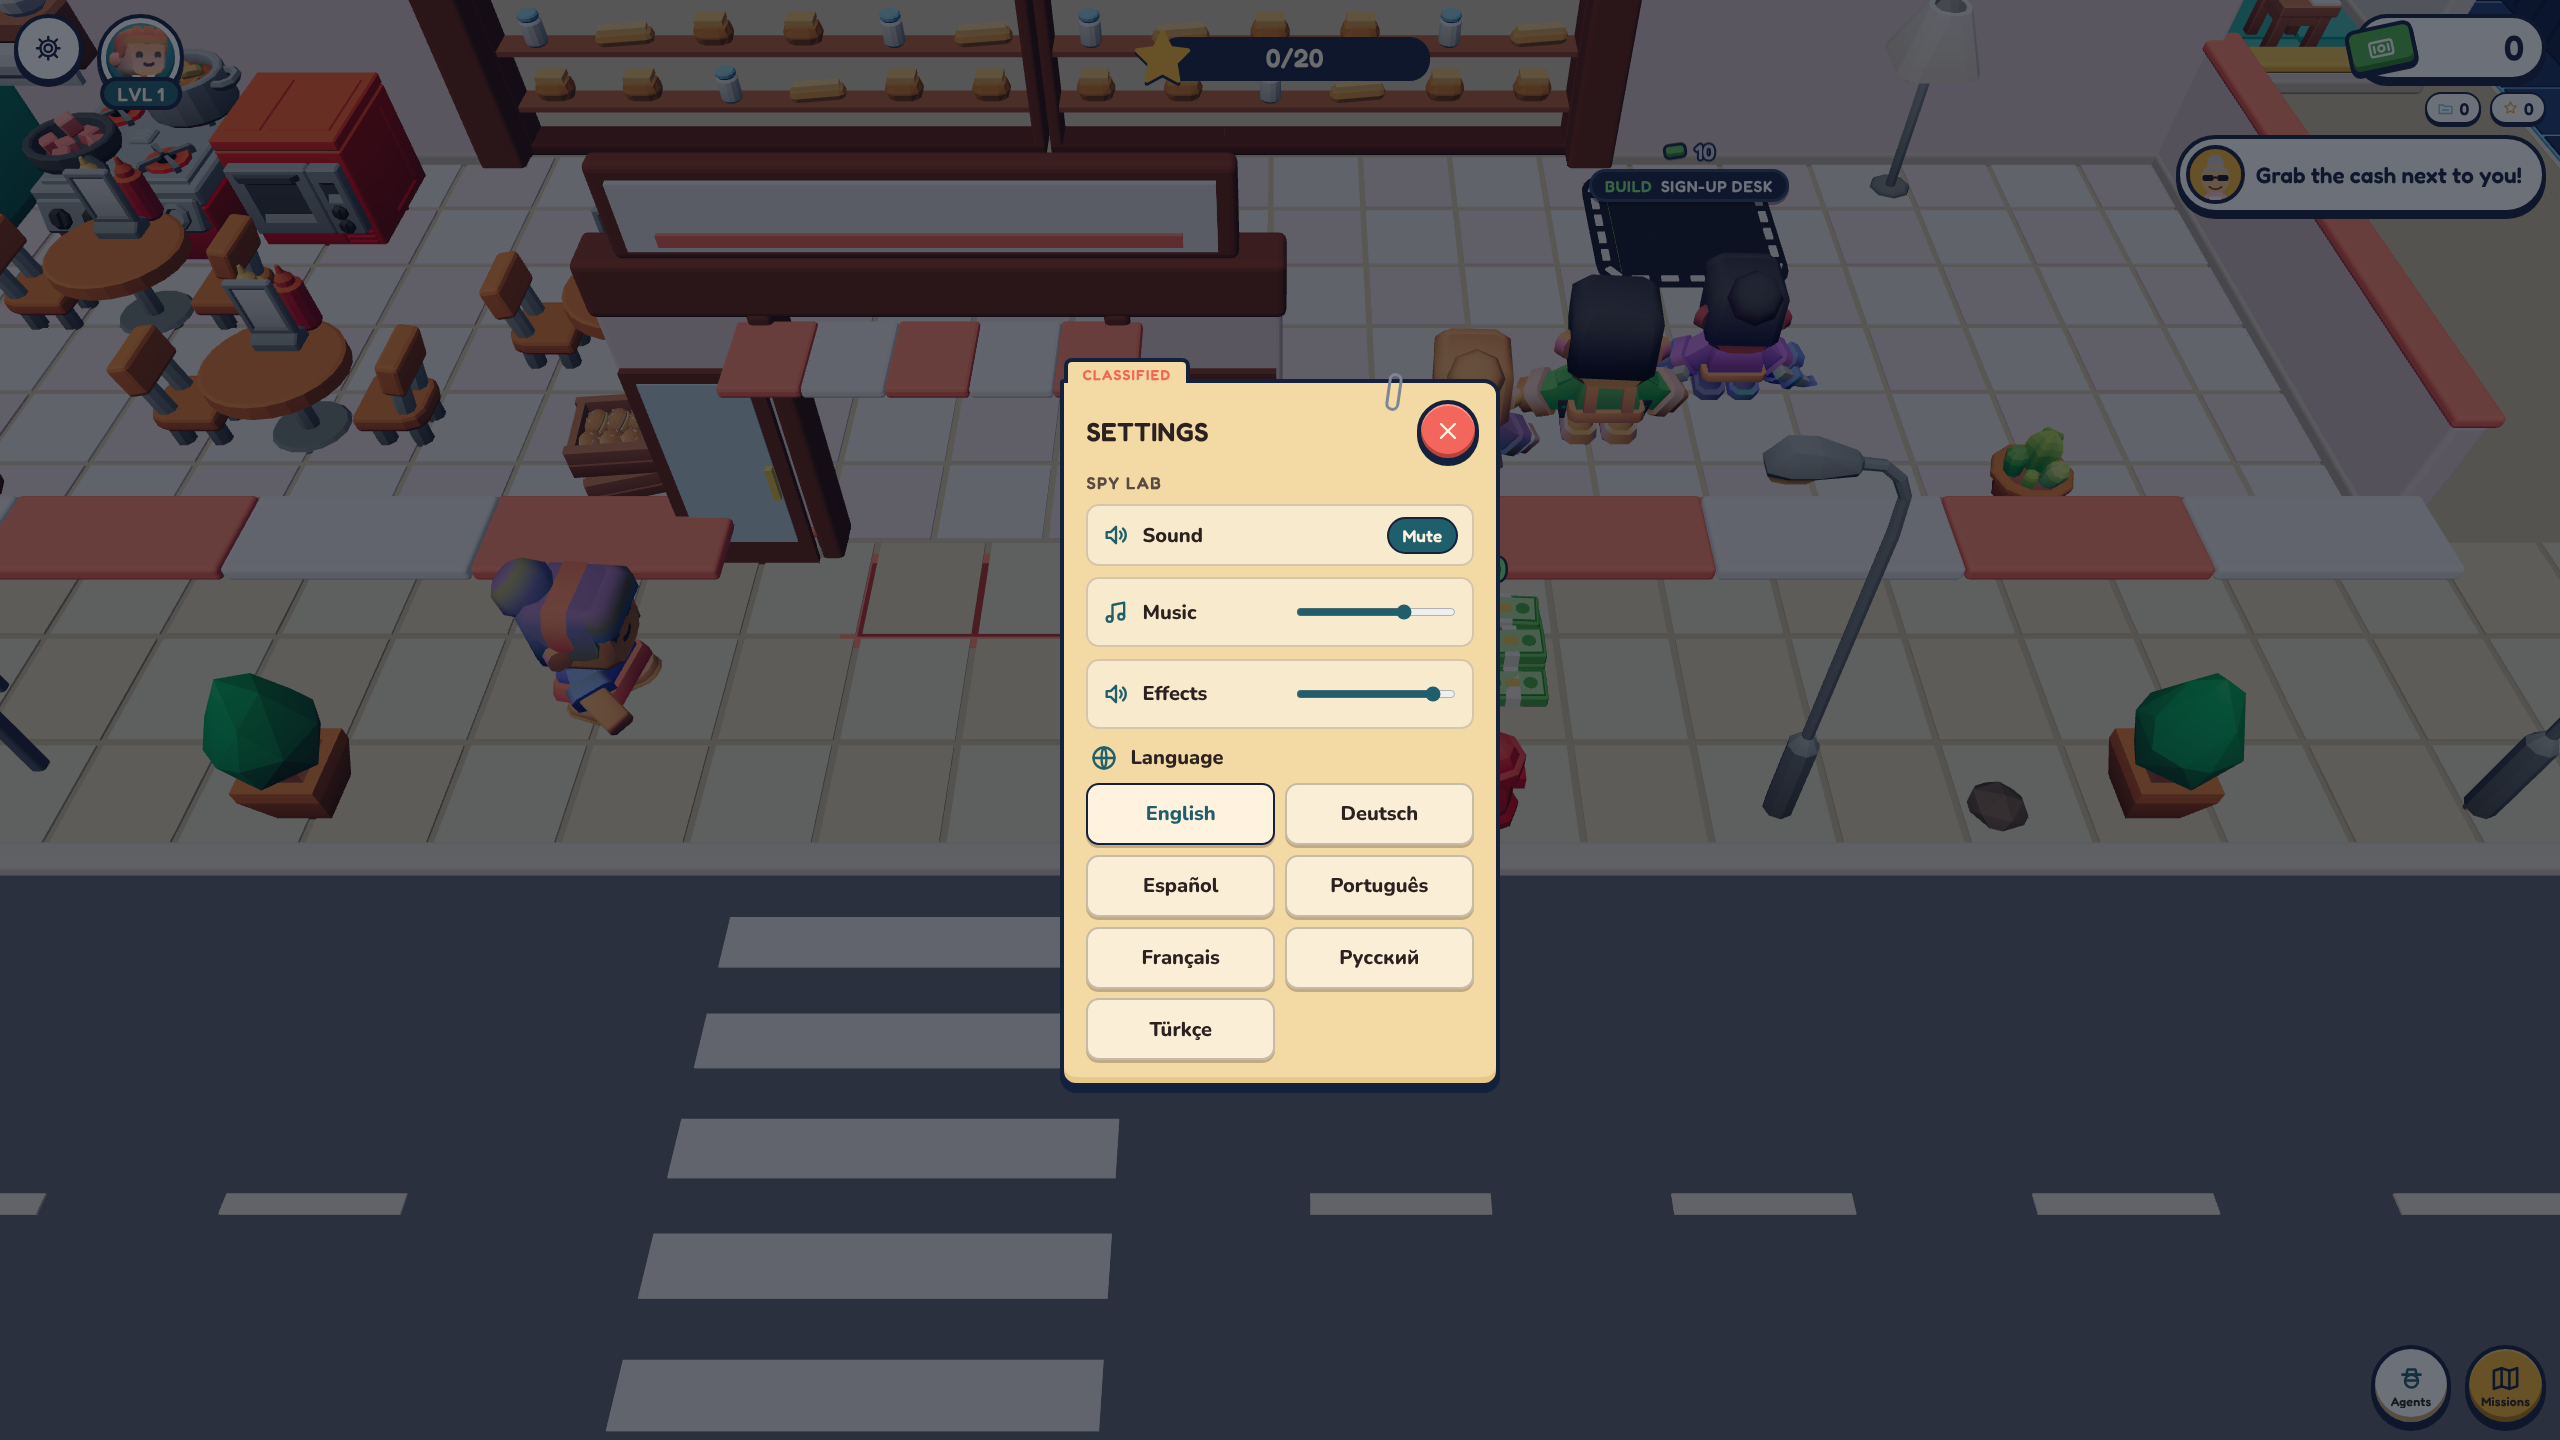 LVL 1
0/20
0
0
0
Grab the cash next to you!
10
BUILD SIGN-UP DESK
CLASSIFIED
SETTINGS
SPY LAB
Sound
Mute
Music
Effects
Language
English
Deutsch
Español
Português
Français
Русский
Türkçe
Agents
Missions